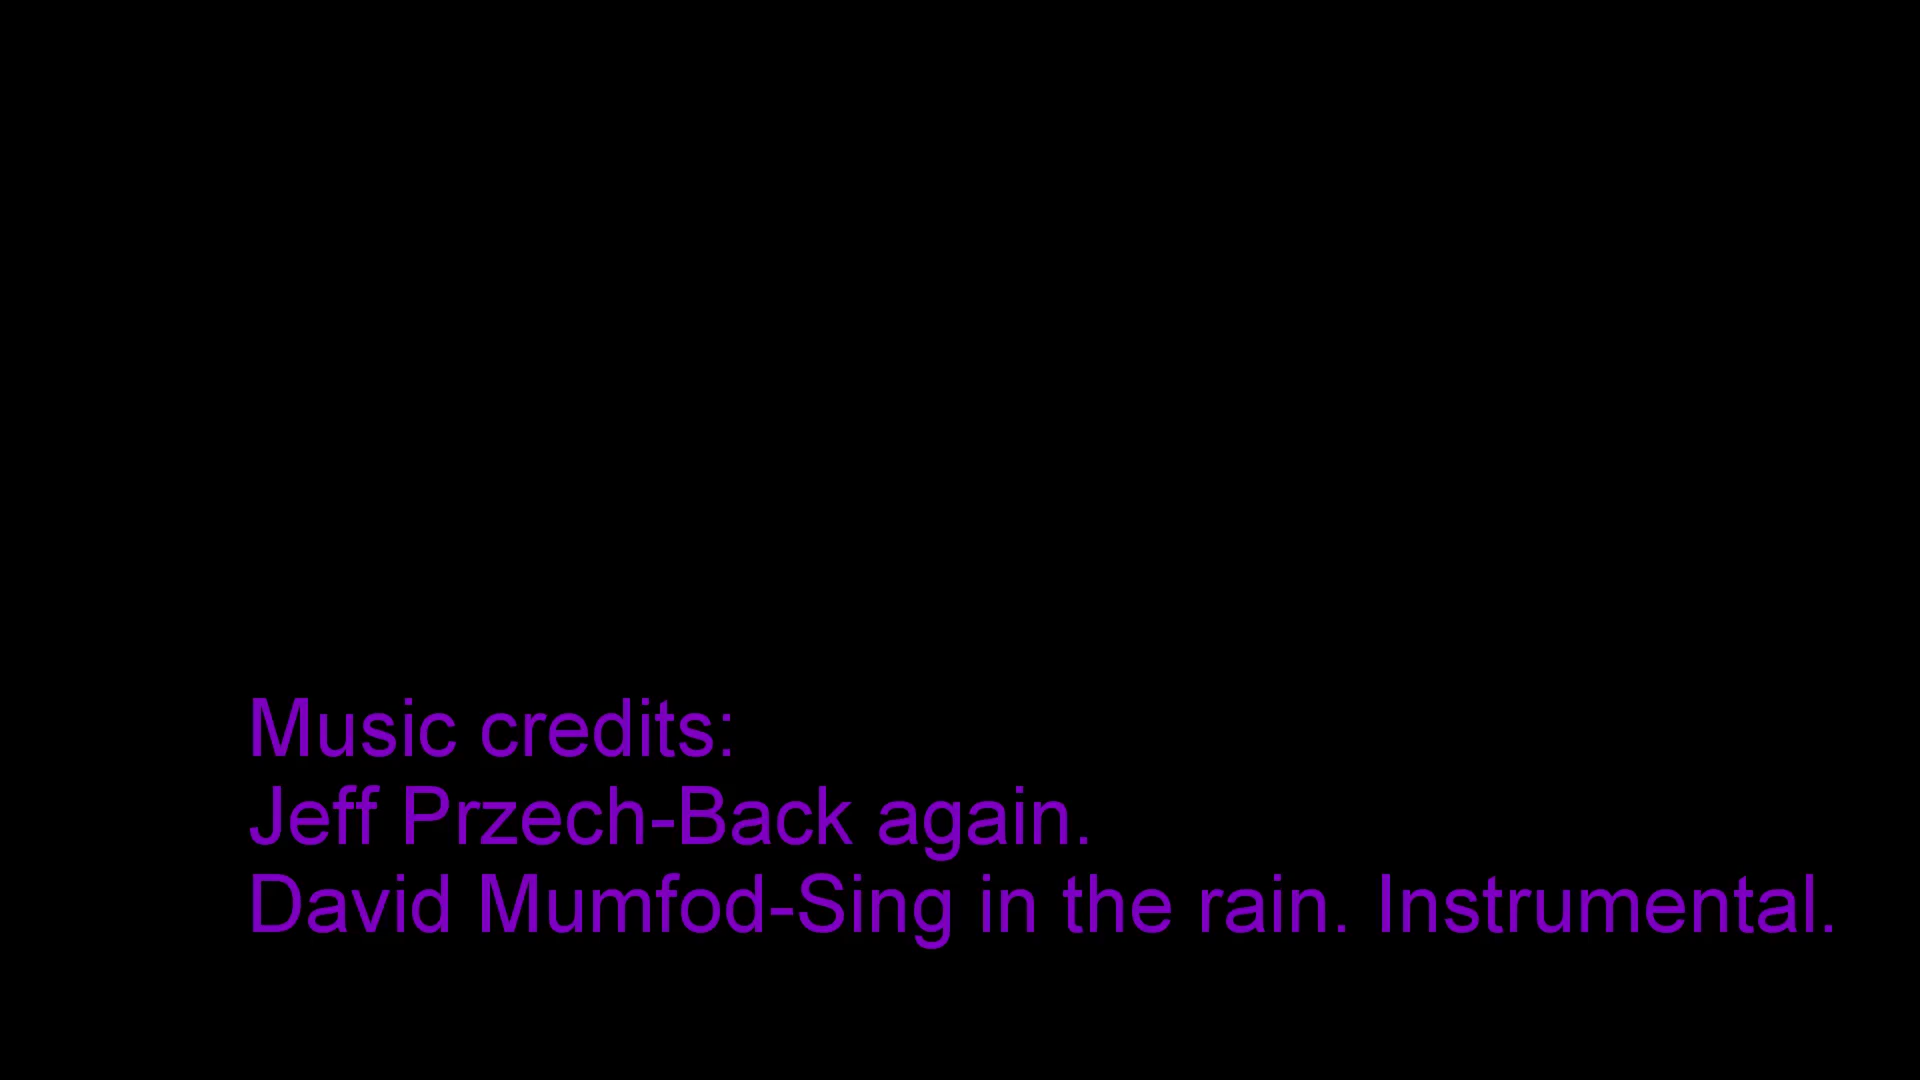 Music credits:
Jeff Przech-Back again.
David Mumfod-Sing in the rain. Instrumental.